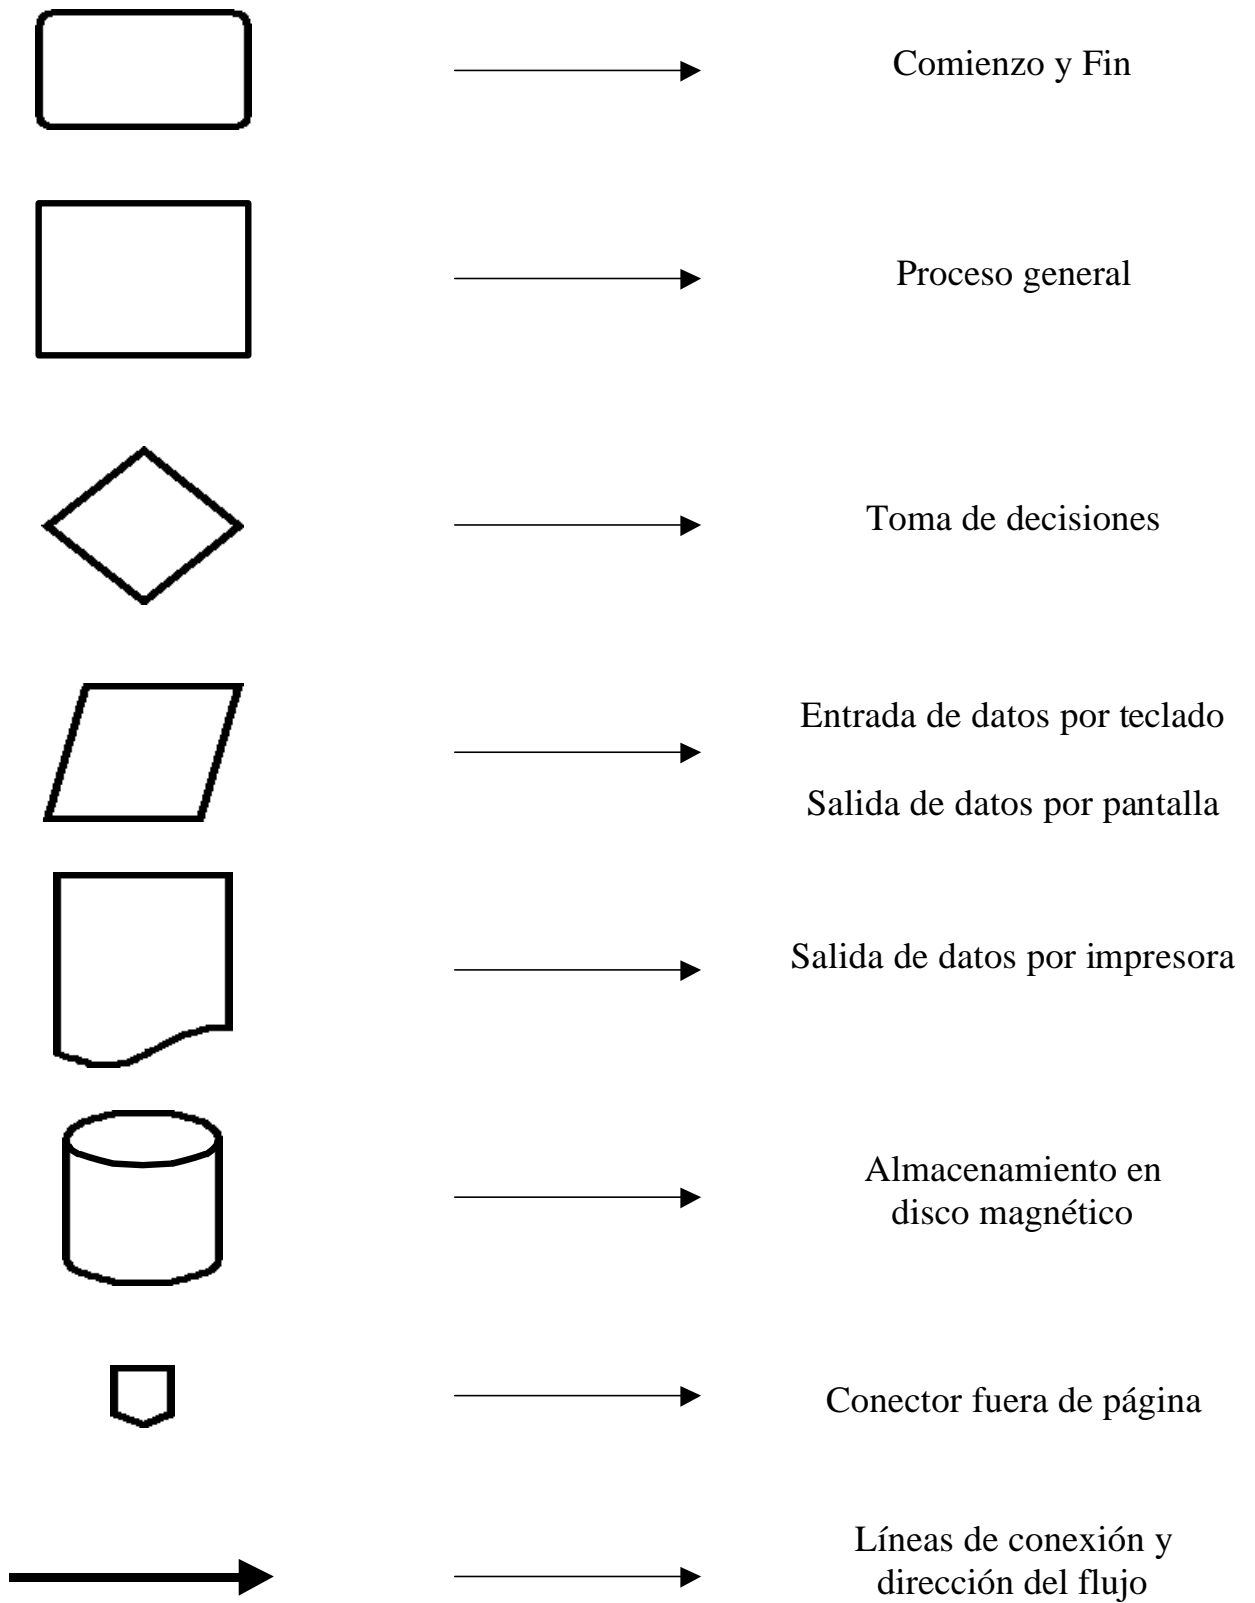 Comienzo y Fin
Proceso general
Toma de decisiones
Entrada de datos por teclado
Salida de datos por pantalla
Salida de datos por impresora
Almacenamiento en
disco magnético
Conector fuera de página
Líneas de conexión y
dirección del flujo